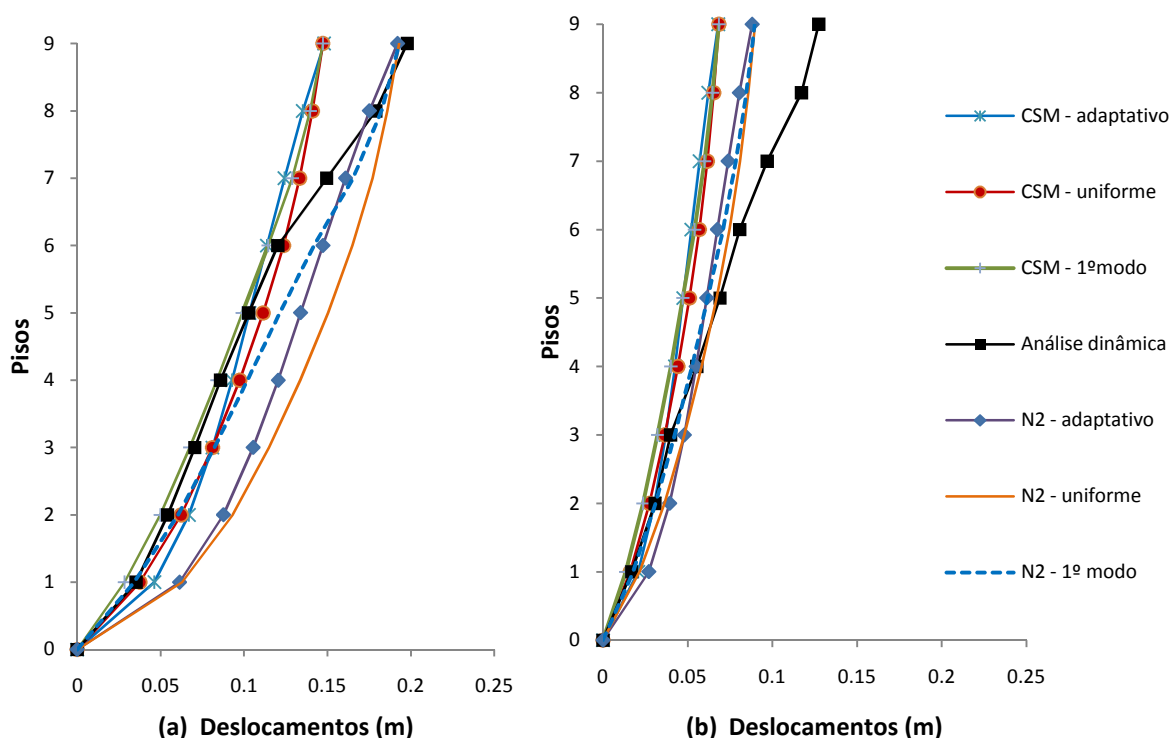 9
8
7
6
5
4
3
2
1
0
Pisos
0 0.05 0.1 0.15 0.2 0.25
(a) Deslocamentos (m)
9
8
7
6
5
4
3
2
1
0
Pisos
0 0.05 0.1 0.15 0.2 0.25
(b) Deslocamentos (m)
CSM - adaptativo
CSM - uniforme
CSM - 1ºmodo
Análise dinâmica
N2 - adaptativo
N2 - uniforme
N2 - 1º modo